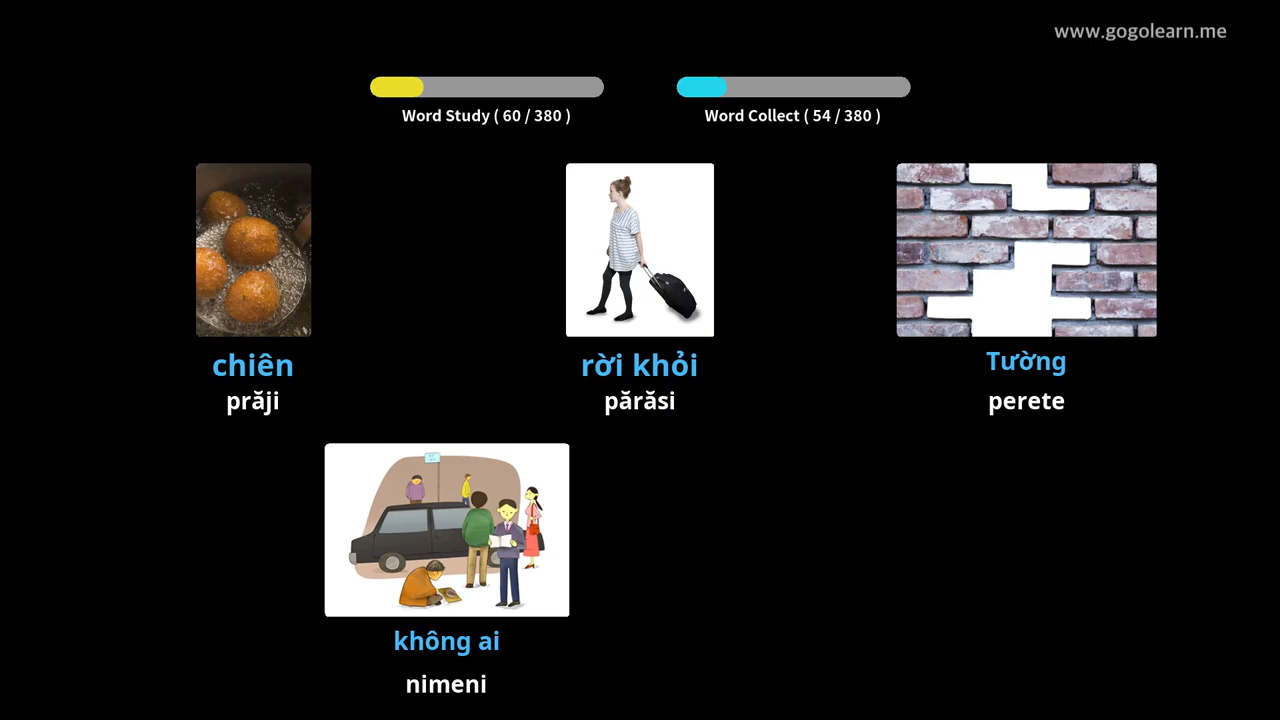 www.gogolearn.me
Word Study ( 60 / 380 )
Word Collect ( 54 / 380 )
chiên
prăji
rời khỏi
părăsi
Tường
perete
không ai
nimeni